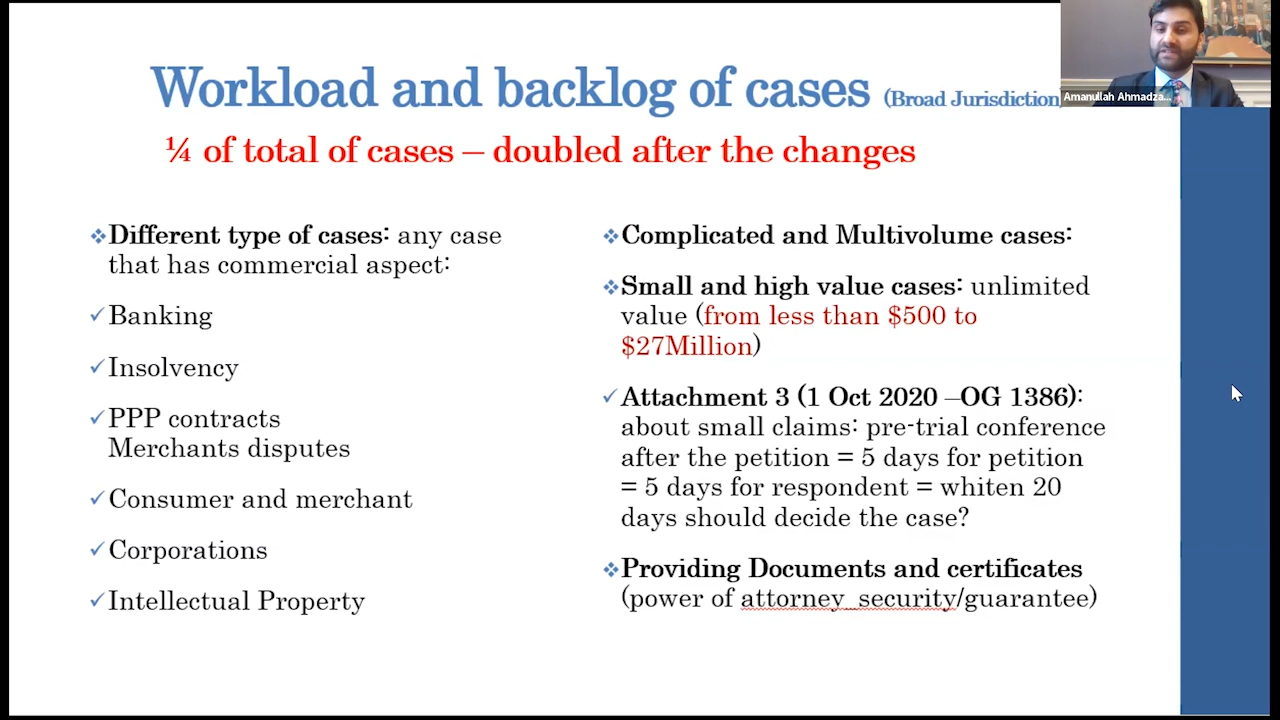 Workload and backlog of cases (Broad Jurisdiction
¼ of total of cases – doubled after the changes
Different type of cases: any case
that has commercial aspect:
Banking
Insolvency
PPP contracts
Merchants disputes
Consumer and merchant
Corporations
Intellectual Property
Complicated and Multivolume cases:
Small and high value cases: unlimited
value (from less than $500 to
$27Million)
Attachment 3 (1 Oct 2020 –OG 1386):
about small claims: pre-trial conference
after the petition = 5 days for petition
= 5 days for respondent = whiten 20
days should decide the case?
Providing Documents and certificates
(power of attorney_security/guarantee)
Amanullah Ahmadza...